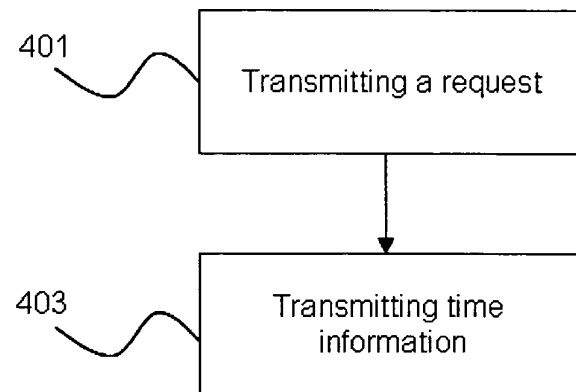 401
Transmitting a request
403
Transmitting time
information